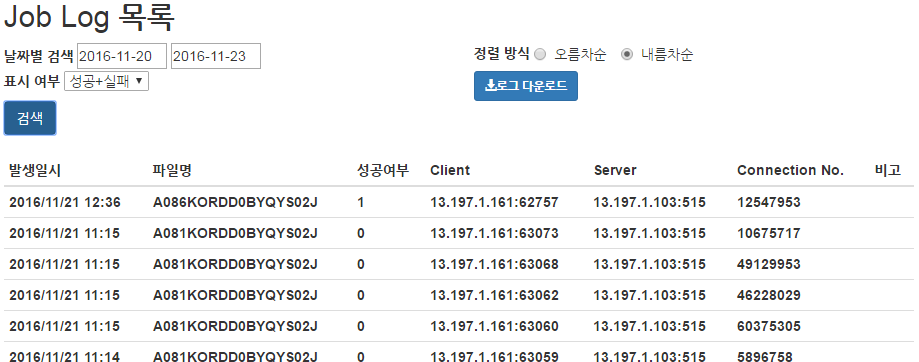 Job Log 목록
날짜별 검색 2016-11-20 2016-11-23 정렬 방식 오름차순 내림차순
표시 여부 성공+실패 로그 다운로드
검색
발생일시 파일명 성공여부 Client Server Connection No. 비고
2016/11/21 12:36 A086KORDD0BYQYS02J 1 13.197.1.161:62757 13.197.1.103:515 12547953
2016/11/21 11:15 A081KORDD0BYQYS02J 0 13.197.1.161:63073 13.197.1.103:515 10675717
2016/11/21 11:15 A081KORDD0BYQYS02J 0 13.197.1.161:63068 13.197.1.103:515 49129953
2016/11/21 11:15 A081KORDD0BYQYS02J 0 13.197.1.161:63062 13.197.1.103:515 46228029
2016/11/21 11:15 A081KORDD0BYQYS02J 0 13.197.1.161:63060 13.197.1.103:515 60375305
2016/11/21 11:14 A081KORDD0BYQYS02J 0 13.197.1.161:63059 13.197.1.103:515 5896758